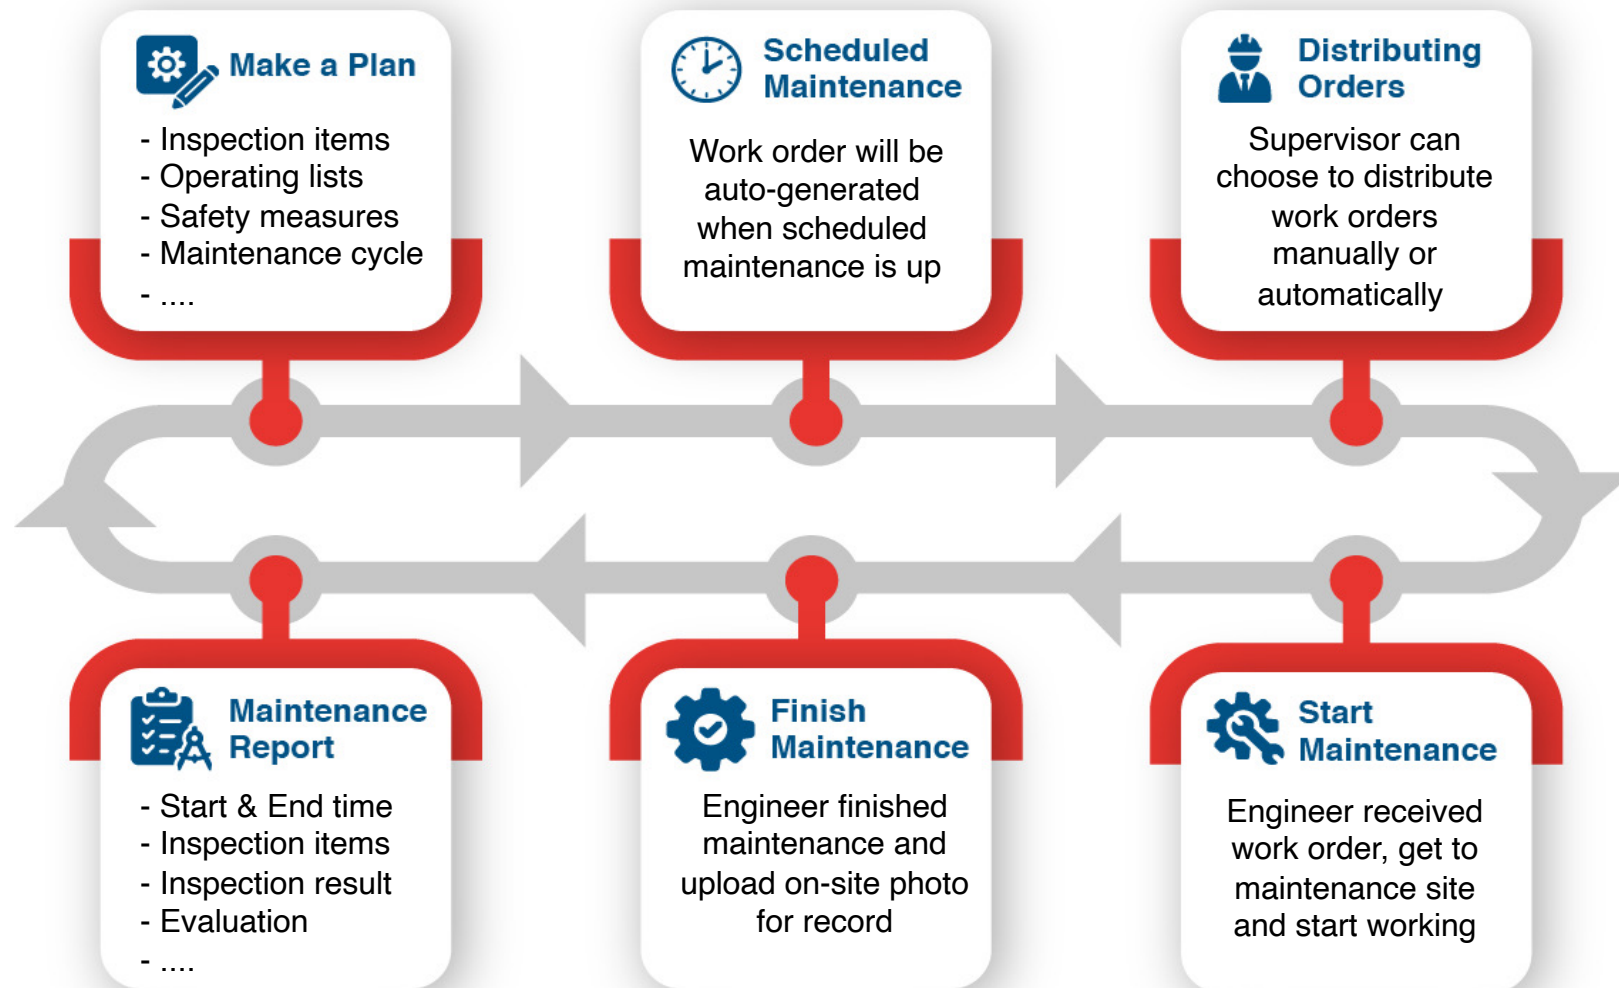 Make a Plan
- Inspection items
- Operating lists
- Safety measures
- Maintenance cycle
- ....
Scheduled
Maintenance
Work order will be
auto-generated
when scheduled
maintenance is up
Distributing
Orders
Supervisor can
choose to distribute
work orders
manually or
automatically
Maintenance
Report
- Start & End time
- Inspection items
- Inspection result
- Evaluation
- ....
Finish
Maintenance
Engineer finished
maintenance and
upload on-site photo
for record
Start
Maintenance
Engineer received
work order, get to
maintenance site
and start working